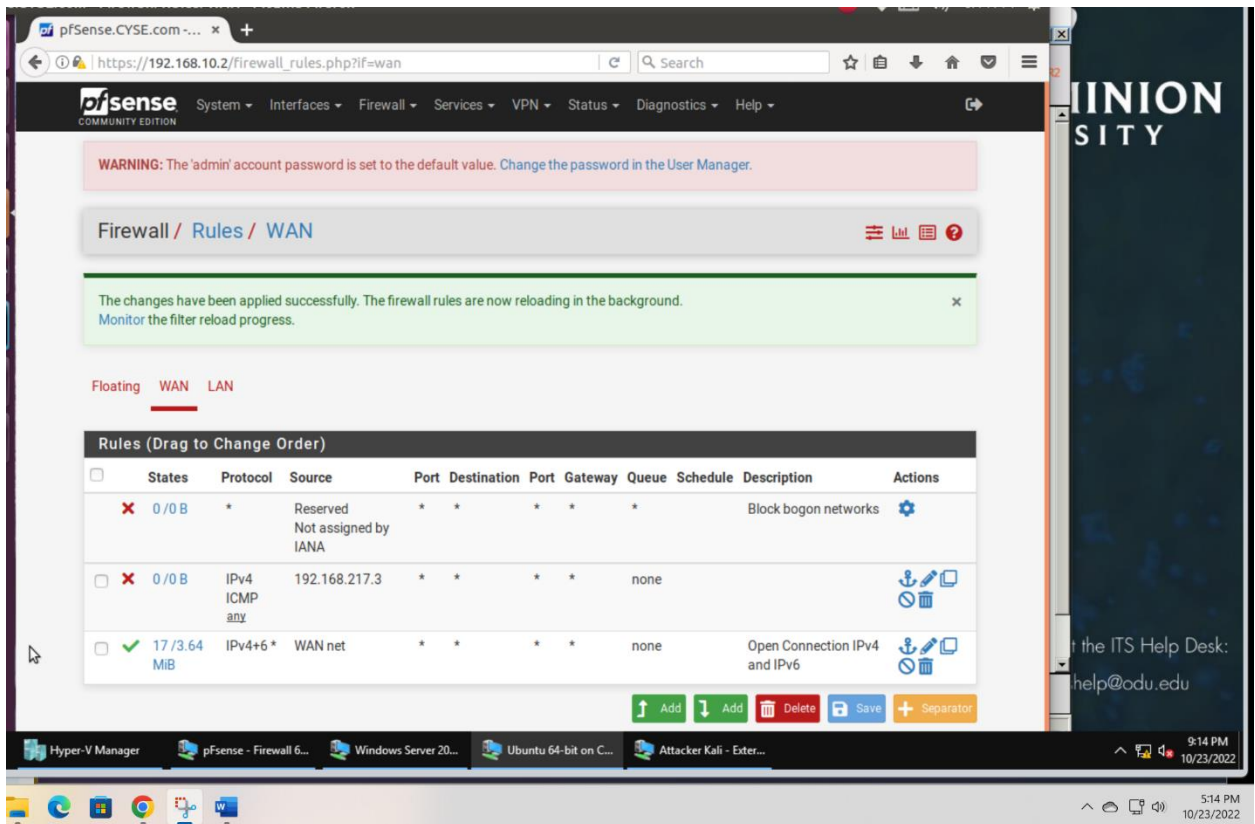 pfSense.CYSE.com -...
https://192.168.10.2/firewall_rules.php?if=wan
Search
pfsense
COMMUNITY EDITION
System Interfaces Firewall Services VPN Status Diagnostics Help
WARNING: The 'admin' account password is set to the default value. Change the password in the User Manager.
Firewall / Rules / WAN
The changes have been applied successfully. The firewall rules are now reloading in the background.
Monitor the filter reload progress.
Floating WAN LAN
Rules (Drag to Change Order)
States Protocol Source Port Destination Port Gateway Queue Schedule Description Actions
0 /0 B * Reserved * * * * * Block bogon networks
Not assigned by
IANA
0 /0 B IPv4 192.168.217.3 * * * * none
ICMP
any
17 /3.64 IPv4+6 * WAN net * * * * none Open Connection IPv4
MiB and IPv6
Add Add Delete Save Separator
INION
SITY
the ITS Help Desk:
help@odu.edu
Hyper-V Manager pFsense - Firewall 6... Windows Server 20... Ubuntu 64-bit on C... Attacker Kali - Exter... 9:14 PM
10/23/2022
5:14 PM
10/23/2022